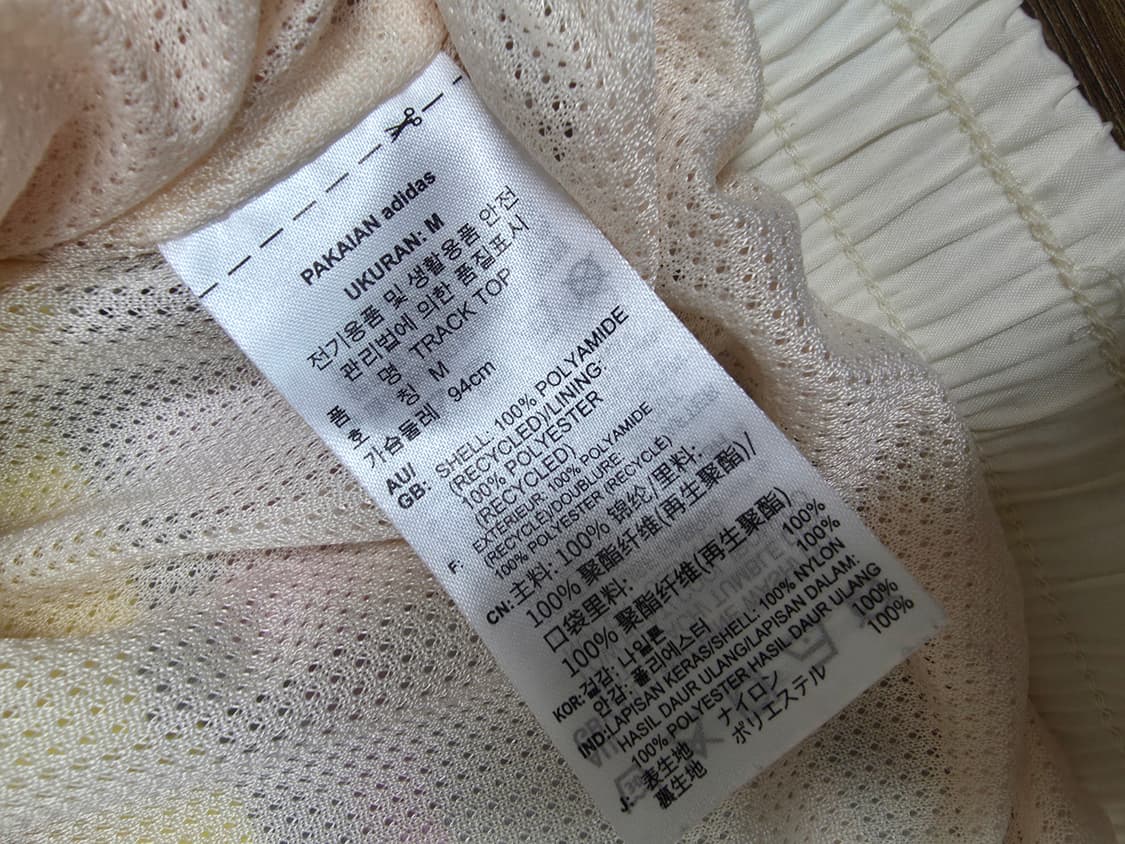 PAKAIAN adidas
UKURAN: M
전기용품 및 생활용품 안전
관리법에 의한 품질표시
품 명 TRACK TOP
호 칭 M
가슴둘레 94cm
AU/
GB: SHELL: 100% POLYAMIDE
(RECYCLED)/LINING:
100% POLYESTER
(RECYCLED)
F: EXTÉRIEUR: 100% POLYAMIDE
(RECYCLÉ)/DOUBLURE:
100% POLYESTER (RECYCLÉ)
CN: 主料: 100% 锦纶/里料:
100% 聚酯纤维(再生聚酯)/
口袋里料:
100% 聚酯纤维(再生聚酯)
KOR: 겉감: 나일론 100%
안감: 폴리에스터 100%
IND: LAPISAN KERAS/SHELL: 100% NYLON
HASIL DAUR ULANG/LAPISAN DALAM:
100% POLYESTER HASIL DAUR ULANG
J: 表生地 ナイロン 100%
裏生地 ポリエステル 100%